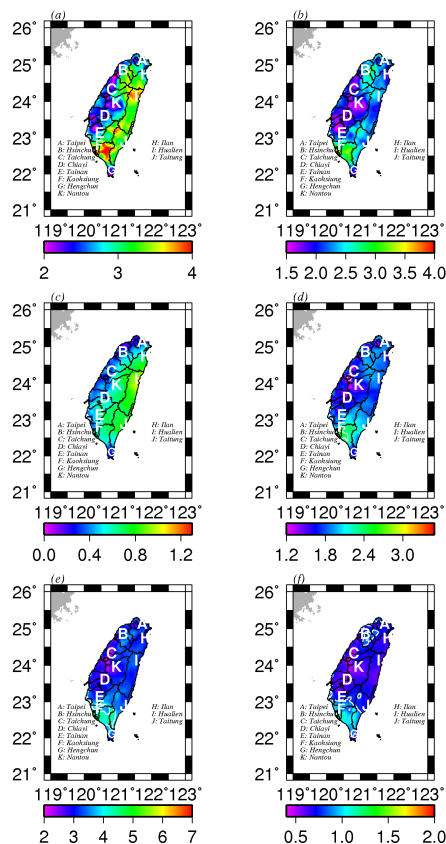 (a)
26°
25°
24°
23°
22°
21°
A
B
H
C
K
D
E
G
A: Taipei
B: Hsinchu
C: Taichung
D: Chiayi
E: Tainan
F: Kaohsiung
G: Hengchun
K: Nantou
H: Ilan
I: Hualien
J: Taitung
119° 120° 121° 122° 123°
2 3 4
(b)
26°
25°
24°
23°
22°
21°
A
B
K
C
K
D
E
G
A: Taipei
B: Hsinchu
C: Taichung
D: Chiayi
E: Tainan
F: Kaohsiung
G: Hengchun
K: Nantou
H: Ilan
I: Hualien
J: Taitung
119° 120° 121° 122° 123°
1.5 2.0 2.5 3.0 3.5 4.0
(c)
26°
25°
24°
23°
22°
21°
A
B
H
C
K
I
D
E
J
G
A: Taipei
B: Hsinchu
C: Taichung
D: Chiayi
E: Tainan
F: Kaohsiung
G: Hengchun
K: Nantou
H: Ilan
I: Hualien
J: Taitung
119° 120° 121° 122° 123°
0.0 0.4 0.8 1.2
(d)
26°
25°
24°
23°
22°
21°
A
B
H
C
K
I
D
E
J
G
A: Taipei
B: Hsinchu
C: Taichung
D: Chiayi
E: Tainan
F: Kaohsiung
G: Hengchun
K: Nantou
H: Ilan
I: Hualien
J: Taitung
119° 120° 121° 122° 123°
1.2 1.8 2.4 3.0
(e)
26°
25°
24°
23°
22°
21°
A
B
H
C
K
I
D
E
J
G
A: Taipei
B: Hsinchu
C: Taichung
D: Chiayi
E: Tainan
F: Kaohsiung
G: Hengchun
K: Nantou
H: Ilan
I: Hualien
J: Taitung
119° 120° 121° 122° 123°
2 3 4 5 6 7
(f)
26°
25°
24°
23°
22°
21°
A
B
H
C
K
I
D
E
J
G
A: Taipei
B: Hsinchu
C: Taichung
D: Chiayi
E: Tainan
F: Kaohsiung
G: Hengchun
K: Nantou
H: Ilan
I: Hualien
J: Taitung
119° 120° 121° 122° 123°
0.5 1.0 1.5 2.0